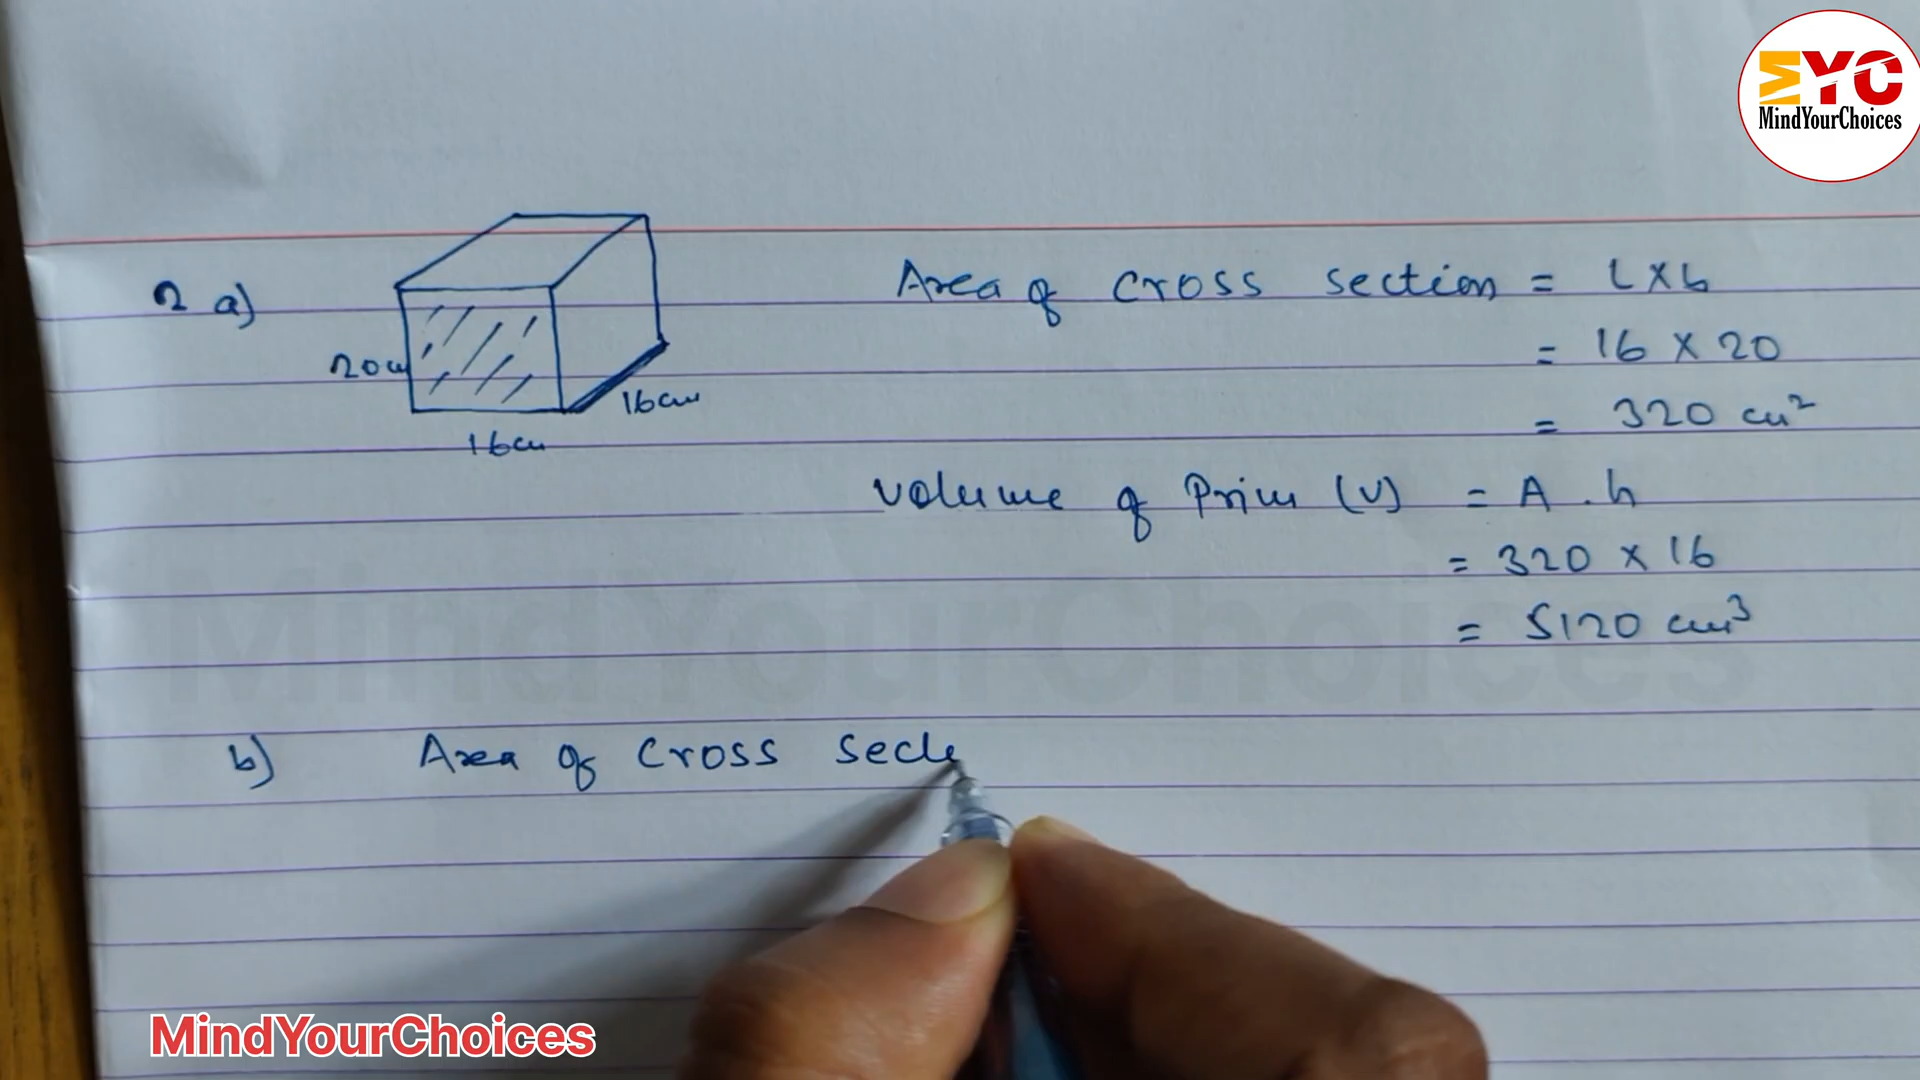 MYC
MindYourChoices
2 a)
20cm
16cm
16cm
Area of cross section = L x b
= 16 x 20
= 320 cm²
Volume of Prism (V) = A . h
= 320 x 16
= 5120 cm³
MindYourChoices
b) Area of cross secti
MindYourChoices